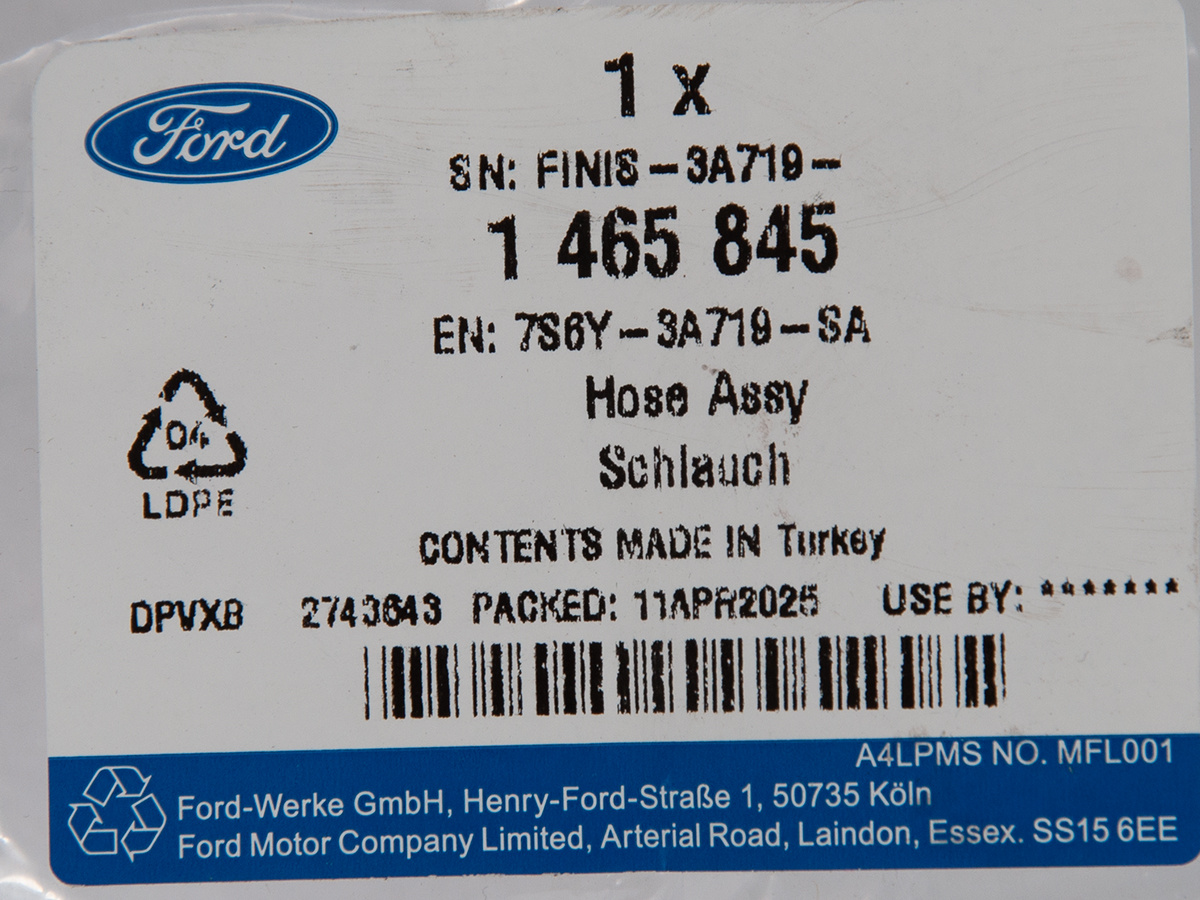 Ford
1 x
SN: FINIS-3A719-
1 465 845
EN: 7S6Y-3A719-SA
Hose Assy
Schlauch
04
LDPE
CONTENTS MADE IN Turkey
DPVXB 2743643 PACKED: 11APR2025 USE BY: *******
A4LPMS NO. MFL001
Ford-Werke GmbH, Henry-Ford-Straße 1, 50735 Köln
Ford Motor Company Limited, Arterial Road, Laindon, Essex. SS15 6EE